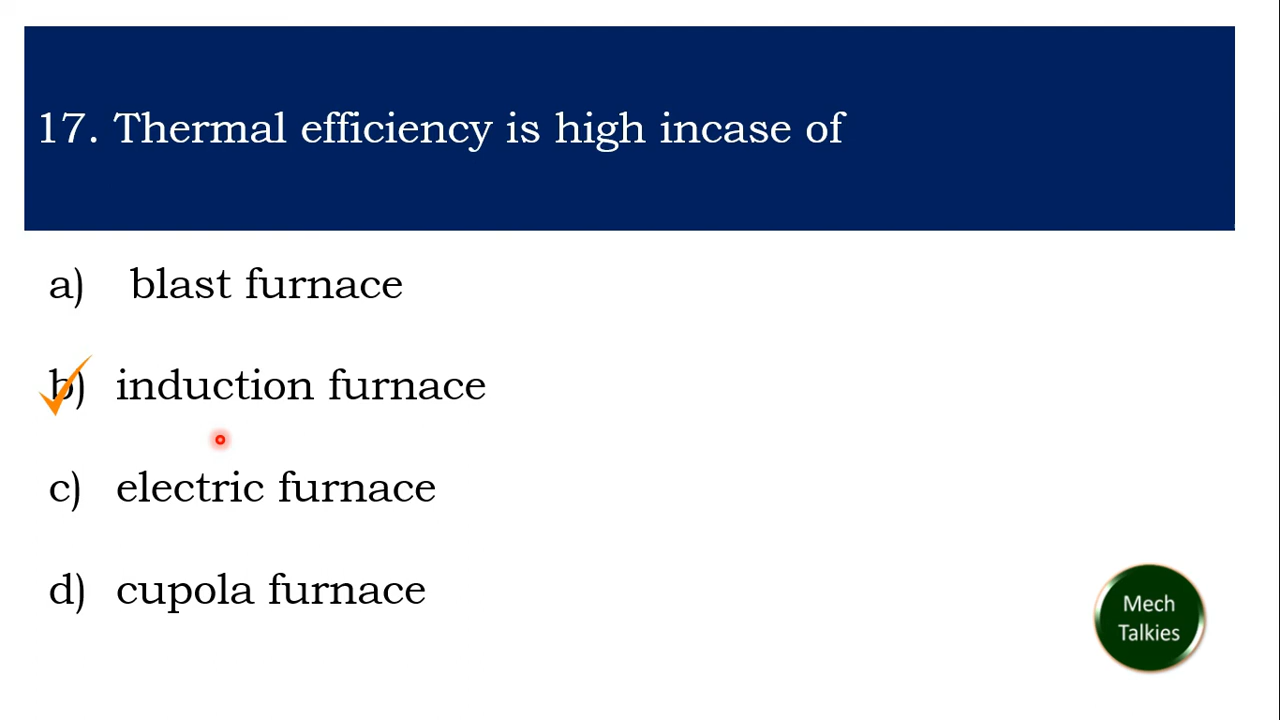 17. Thermal efficiency is high incase of
a) blast furnace
b) induction furnace
c) electric furnace
d) cupola furnace
Mech
Talkies